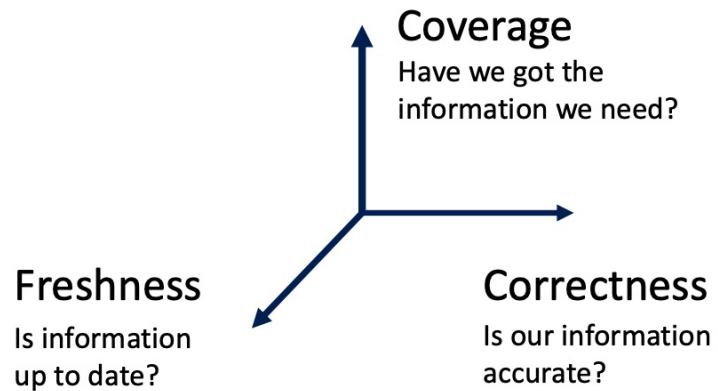 Coverage
Have we got the
information we need?
Freshness
Is information
up to date?
Correctness
Is our information
accurate?